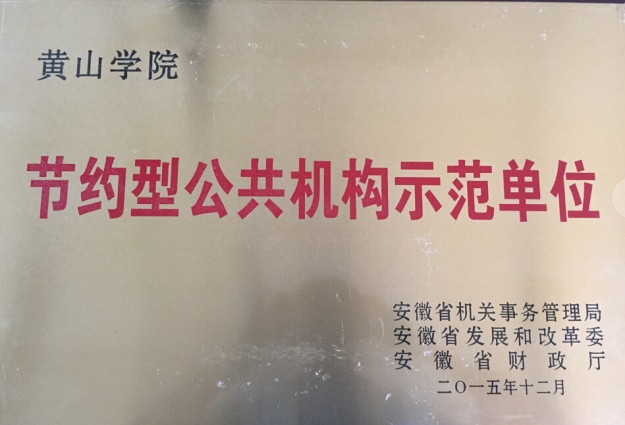 黄山学院
节约型公共机构示范单位
安徽省机关事务管理局
安徽省发展和改革委
安徽省财政厅
二〇一五年十二月